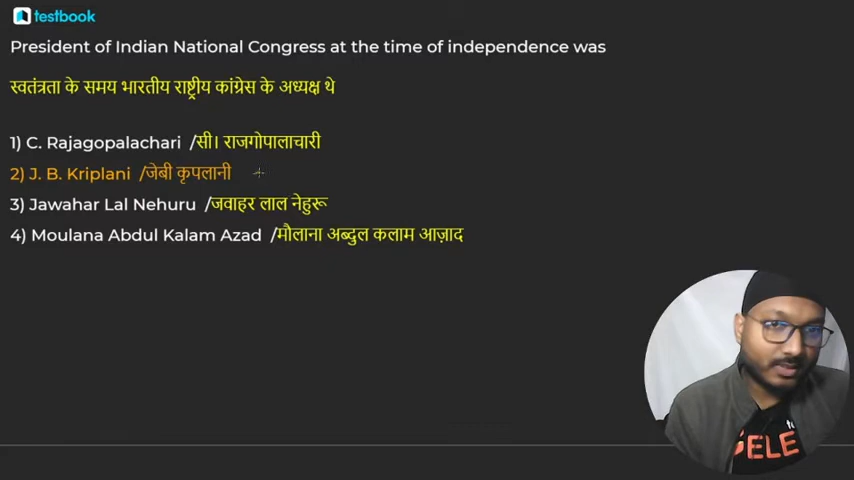 testbook
President of Indian National Congress at the time of independence was
स्वतंत्रता के समय भारतीय राष्ट्रीय कांग्रेस के अध्यक्ष थे
1) C. Rajagopalachari /सी। राजगोपालाचारी
2) J. B. Kriplani /जेबी कृपलानी
3) Jawahar Lal Nehuru /जवाहर लाल नेहुरू
4) Moulana Abdul Kalam Azad /मौलाना अब्दुल कलाम आज़ाद